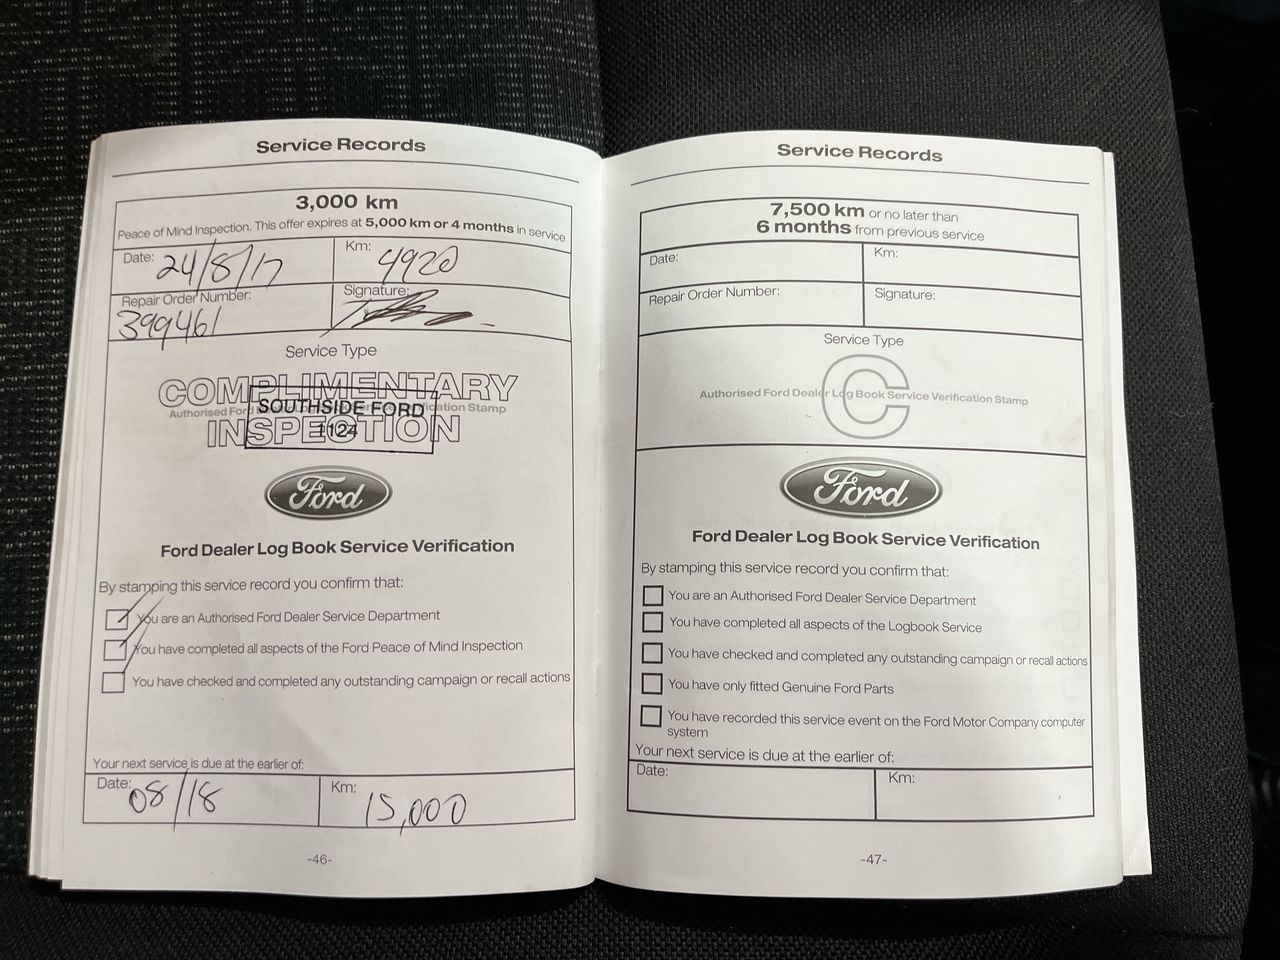 Service Records
3,000 km
Peace of Mind Inspection. This offer expires at 5,000 km or 4 months in service
Date: 24/8/17 Km: 4920
Repair Order Number: 399461 Signature:
Service Type
COMPLIMENTARY
Authorised Ford Dealer Log Book Service Verification Stamp
SOUTHSIDE FORD
1124
INSPECTION
Ford
Ford Dealer Log Book Service Verification
By stamping this service record you confirm that:
You are an Authorised Ford Dealer Service Department
You have completed all aspects of the Ford Peace of Mind Inspection
You have checked and completed any outstanding campaign or recall actions
Your next service is due at the earlier of:
Date: 08/18 Km: 15,000
-46-
Service Records
7,500 km or no later than
6 months from previous service
Date: Km:
Repair Order Number: Signature:
Service Type
C
Authorised Ford Dealer Log Book Service Verification Stamp
Ford
Ford Dealer Log Book Service Verification
By stamping this service record you confirm that:
You are an Authorised Ford Dealer Service Department
You have completed all aspects of the Logbook Service
You have checked and completed any outstanding campaign or recall actions
You have only fitted Genuine Ford Parts
You have recorded this service event on the Ford Motor Company computer
system
Your next service is due at the earlier of:
Date: Km:
-47-